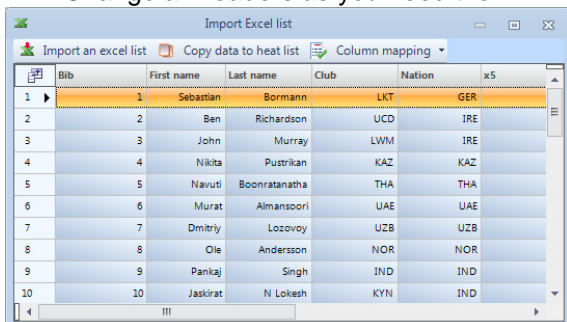 Import Excel list
Import an excel list Copy data to heat list Column mapping
Bib First name Last name Club Nation x5
1 1 Sebastian Bormann LKT GER
2 2 Ben Richardson UCD IRE
3 3 John Murray LWM IRE
4 4 Nikita Pustrikan KAZ KAZ
5 5 Navuti Boonratanatha THA THA
6 6 Murat Almansoori UAE UAE
7 7 Dmitriy Lozovoy UZB UZB
8 8 Ole Andersson NOR NOR
9 9 Pankaj Singh IND IND
10 10 Jaskirat N Lokesh KYN IND